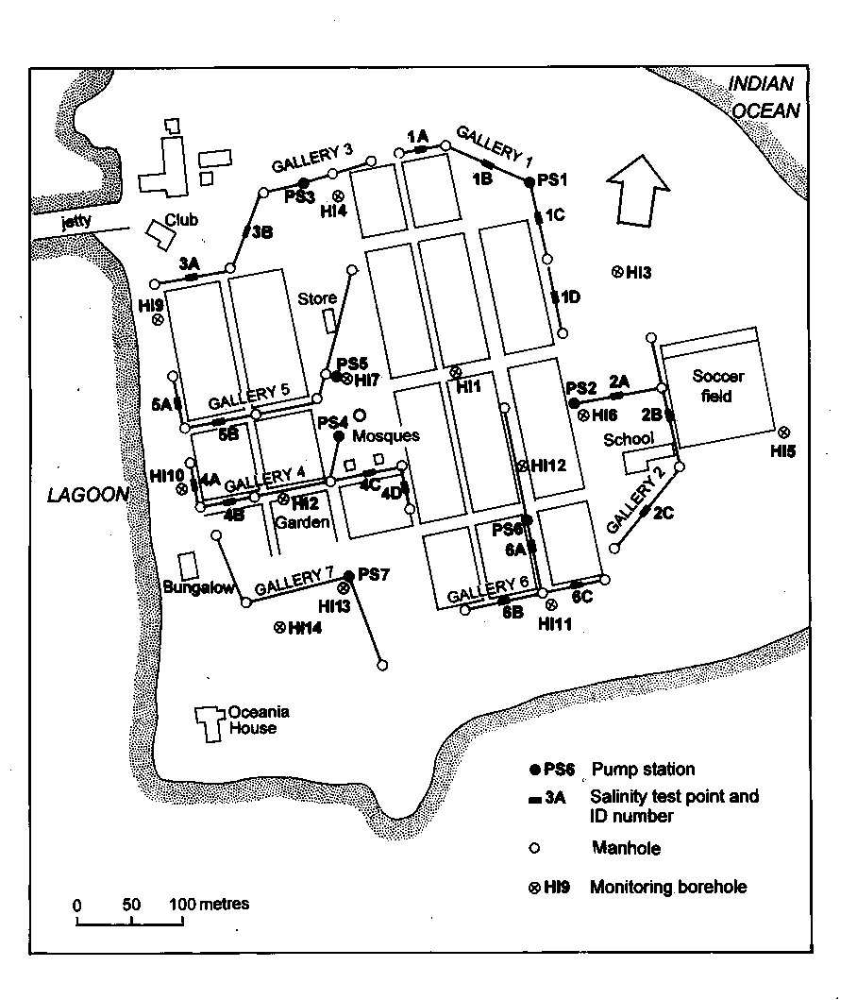 INDIAN
OCEAN
1A
GALLERY 1
GALLERY 3
1B
PS1
PS3
HI4
1C
jetty
Club
3B
3A
HI3
HI9
Store
1D
PS5
HI7
HI1
PS2
2A
Soccer
field
GALLERY 5
5A
5B
HI6
2B
PS4
Mosques
School
HI5
HI10
4A
GALLERY 4
4C
HI12
LAGOON
4B
HI2
4D
GALLERY 2
Garden
2C
PS6
6A
Bungalow
GALLERY 7
PS7
GALLERY 6
6C
HI13
6B
HI11
HI14
Oceania
House
PS6 Pump station
3A Salinity test point and
ID number
Manhole
HI9 Monitoring borehole
0 50 100 metres